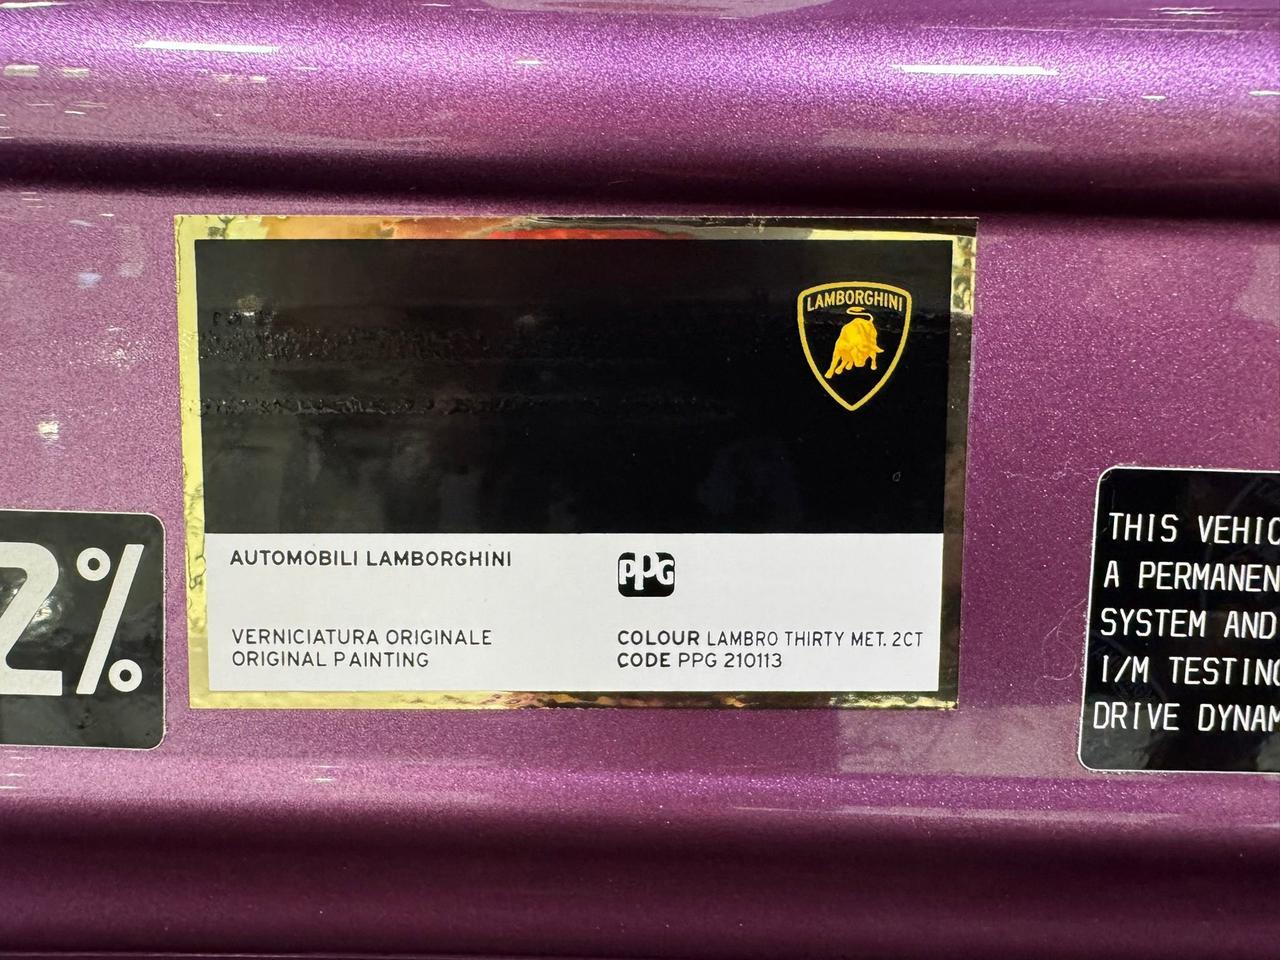 LAMBORGHINI
AUTOMOBILI LAMBORGHINI
PPG
VERNICIATURA ORIGINALE
ORIGINAL PAINTING
COLOUR LAMBRO THIRTY MET. 2CT
CODE PPG 210113
2%
THIS VEHIC
A PERMANEN
SYSTEM AND
I/M TESTING
DRIVE DYNAM